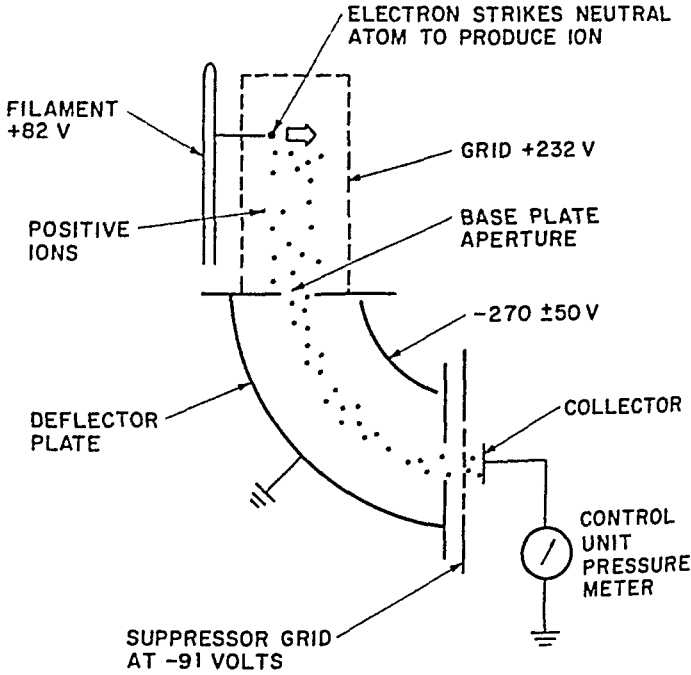 ELECTRON STRIKES NEUTRAL
ATOM TO PRODUCE ION
FILAMENT
+82 V
GRID +232 V
POSITIVE
IONS
BASE PLATE
APERTURE
-270 ±50 V
DEFLECTOR
PLATE
COLLECTOR
CONTROL
UNIT
PRESSURE
METER
SUPPRESSOR GRID
AT -91 VOLTS